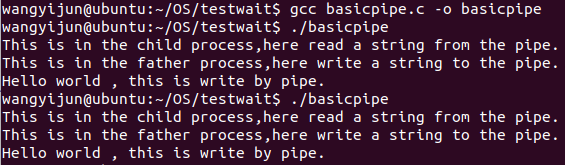 wangyijun@ubuntu:~/OS/testwait$ gcc basicpipe.c -o basicpipe
wangyijun@ubuntu:~/OS/testwait$ ./basicpipe
This is in the child process,here read a string from the pipe.
This is in the father process,here write a string to the pipe.
Hello world , this is write by pipe.
wangyijun@ubuntu:~/OS/testwait$ ./basicpipe
This is in the child process,here read a string from the pipe.
This is in the father process,here write a string to the pipe.
Hello world , this is write by pipe.